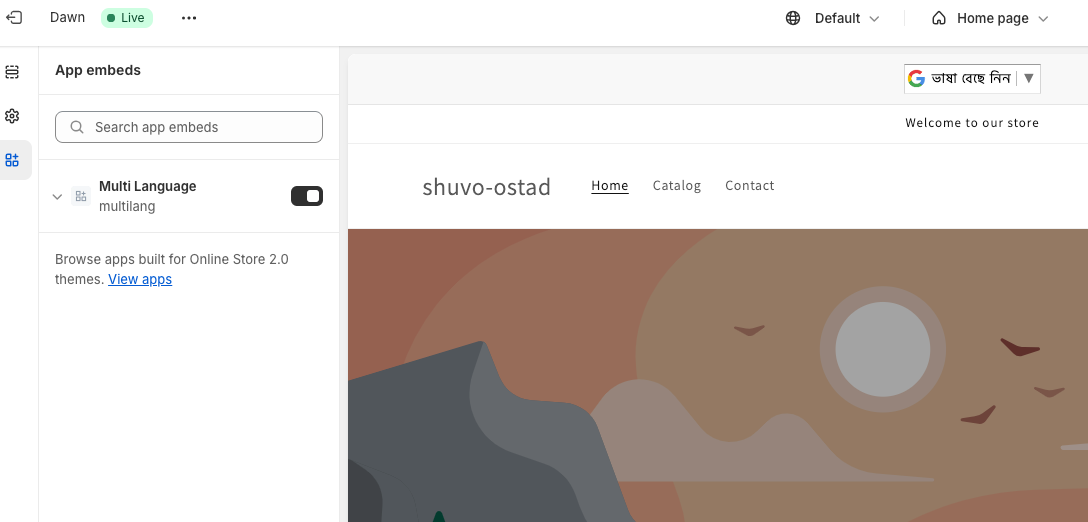 Dawn
Live
Default
Home page
App embeds
Search app embeds
Multi Language
multilang
Browse apps built for Online Store 2.0
themes. View apps
ভাষা বেছে নিন
Welcome to our store
shuvo-ostad
Home
Catalog
Contact